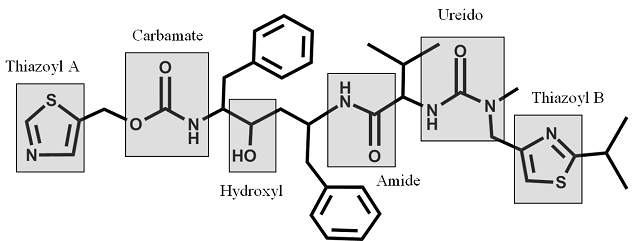 Ureido
Carbamate
Thiazoyl A
Thiazoyl B
Hydroxyl
Amide
S
N
O
O
N
H
HO
H
N
O
N
H
O
N
N
S